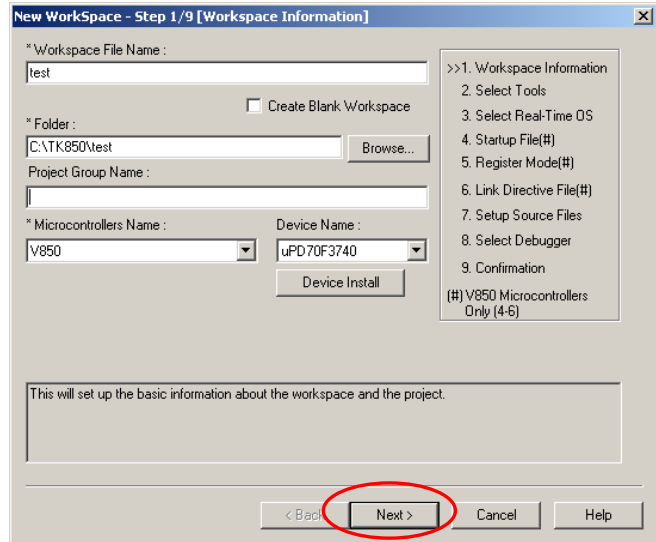 New WorkSpace - Step 1/9 [Workspace Information]
* Workspace File Name :
test
Create Blank Workspace
* Folder :
C:\TK850\test
Browse...
Project Group Name :
* Microcontrollers Name :
Device Name :
V850
uPD70F3740
Device Install
>>1. Workspace Information
2. Select Tools
3. Select Real-Time OS
4. Startup File(#)
5. Register Mode(#)
6. Link Directive File(#)
7. Setup Source Files
8. Select Debugger
9. Confirmation
(#) V850 Microcontrollers
Only (4-6)
This will set up the basic information about the workspace and the project.
< Back
Next >
Cancel
Help